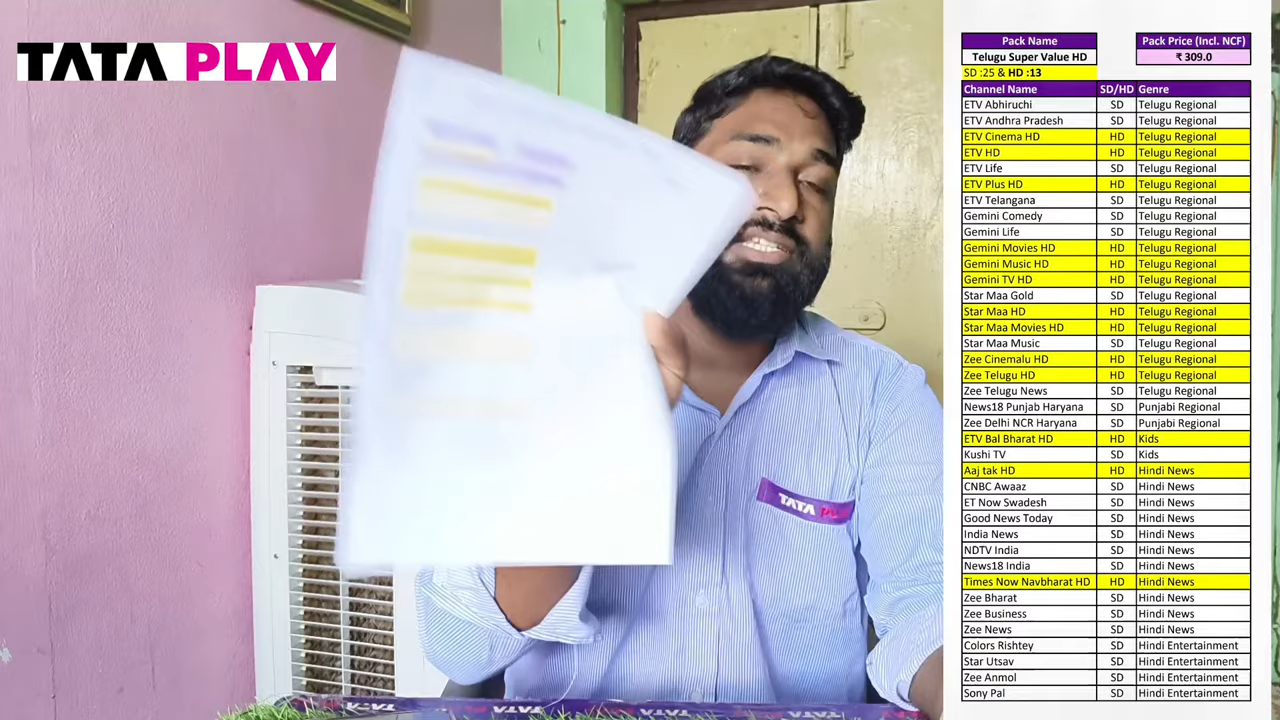 TATA PLAY
Pack Name Pack Price (Incl. NCF)
Telugu Super Value HD ₹ 309.0
SD :25 & HD :13
Channel Name SD/HD Genre
ETV Abhiruchi SD Telugu Regional
ETV Andhra Pradesh SD Telugu Regional
ETV Cinema HD HD Telugu Regional
ETV HD HD Telugu Regional
ETV Life SD Telugu Regional
ETV Plus HD HD Telugu Regional
ETV Telangana SD Telugu Regional
Gemini Comedy SD Telugu Regional
Gemini Life SD Telugu Regional
Gemini Movies HD HD Telugu Regional
Gemini Music HD HD Telugu Regional
Gemini TV HD HD Telugu Regional
Star Maa Gold SD Telugu Regional
Star Maa HD HD Telugu Regional
Star Maa Movies HD HD Telugu Regional
Star Maa Music SD Telugu Regional
Zee Cinemalu HD HD Telugu Regional
Zee Telugu HD HD Telugu Regional
Zee Telugu News SD Telugu Regional
News18 Punjab Haryana SD Punjabi Regional
Zee Delhi NCR Haryana SD Punjabi Regional
ETV Bal Bharat HD HD Kids
Kushi TV SD Kids
Aaj tak HD HD Hindi News
CNBC Awaaz SD Hindi News
ET Now Swadesh SD Hindi News
Good News Today SD Hindi News
India News SD Hindi News
NDTV India SD Hindi News
News18 India SD Hindi News
Times Now Navbharat HD HD Hindi News
Zee Bharat SD Hindi News
Zee Business SD Hindi News
Zee News SD Hindi News
Colors Rishtey SD Hindi Entertainment
Star Utsav SD Hindi Entertainment
Zee Anmol SD Hindi Entertainment
Sony Pal SD Hindi Entertainment
TATA PLAY